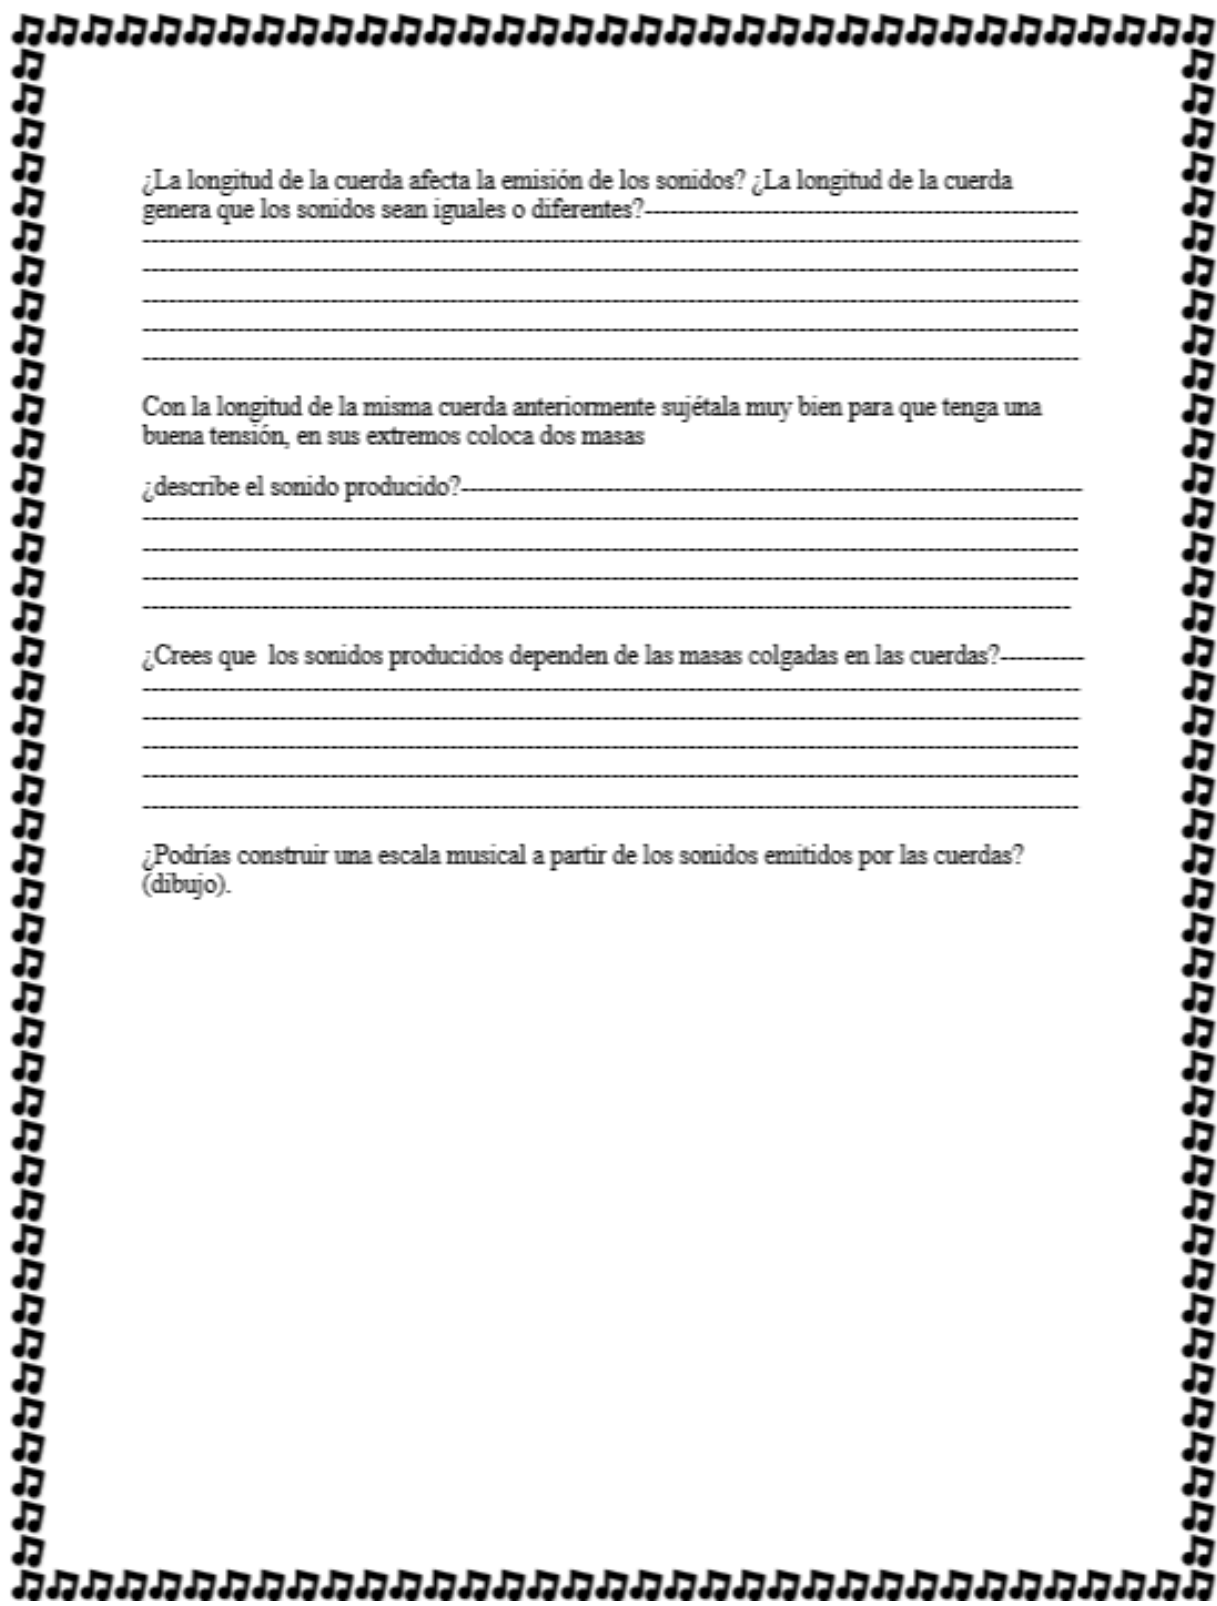 ¿La longitud de la cuerda afecta la emisión de los sonidos? ¿La longitud de la cuerda
genera que los sonidos sean iguales o diferentes?--------------------------------------------------
------------------------------------------------------------------------------------------------------------
------------------------------------------------------------------------------------------------------------
------------------------------------------------------------------------------------------------------------
------------------------------------------------------------------------------------------------------------
------------------------------------------------------------------------------------------------------------
Con la longitud de la misma cuerda anteriormente sujétala muy bien para que tenga una
buena tensión, en sus extremos coloca dos masas
¿describe el sonido producido?------------------------------------------------------------------------
------------------------------------------------------------------------------------------------------------
------------------------------------------------------------------------------------------------------------
------------------------------------------------------------------------------------------------------------
-----------------------------------------------------------------------------------------------------------
¿Crees que  los sonidos producidos dependen de las masas colgadas en las cuerdas?----------
------------------------------------------------------------------------------------------------------------
------------------------------------------------------------------------------------------------------------
------------------------------------------------------------------------------------------------------------
------------------------------------------------------------------------------------------------------------
------------------------------------------------------------------------------------------------------------
¿Podrías construir una escala musical a partir de los sonidos emitidos por las cuerdas?
(dibujo).